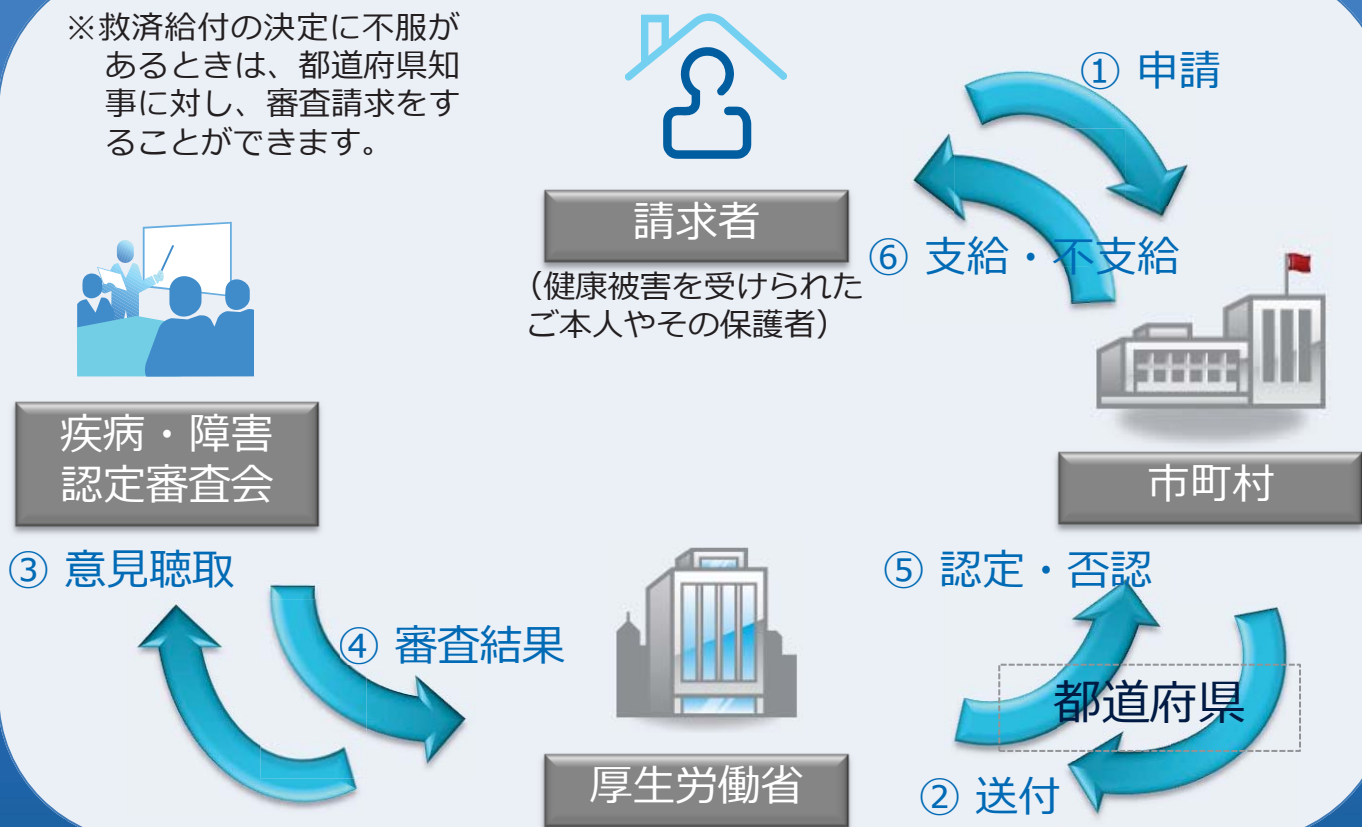 ※救済給付の決定に不服が
あるときは、都道府県知
事に対し、審査請求をす
ることができます。
① 申請
請求者
(健康被害を受けられた
ご本人やその保護者)
⑥ 支給・不支給
疾病・障害
認定審査会
市町村
③ 意見聴取
④ 審査結果
⑤ 認定・否認
都道府県
厚生労働省
② 送付